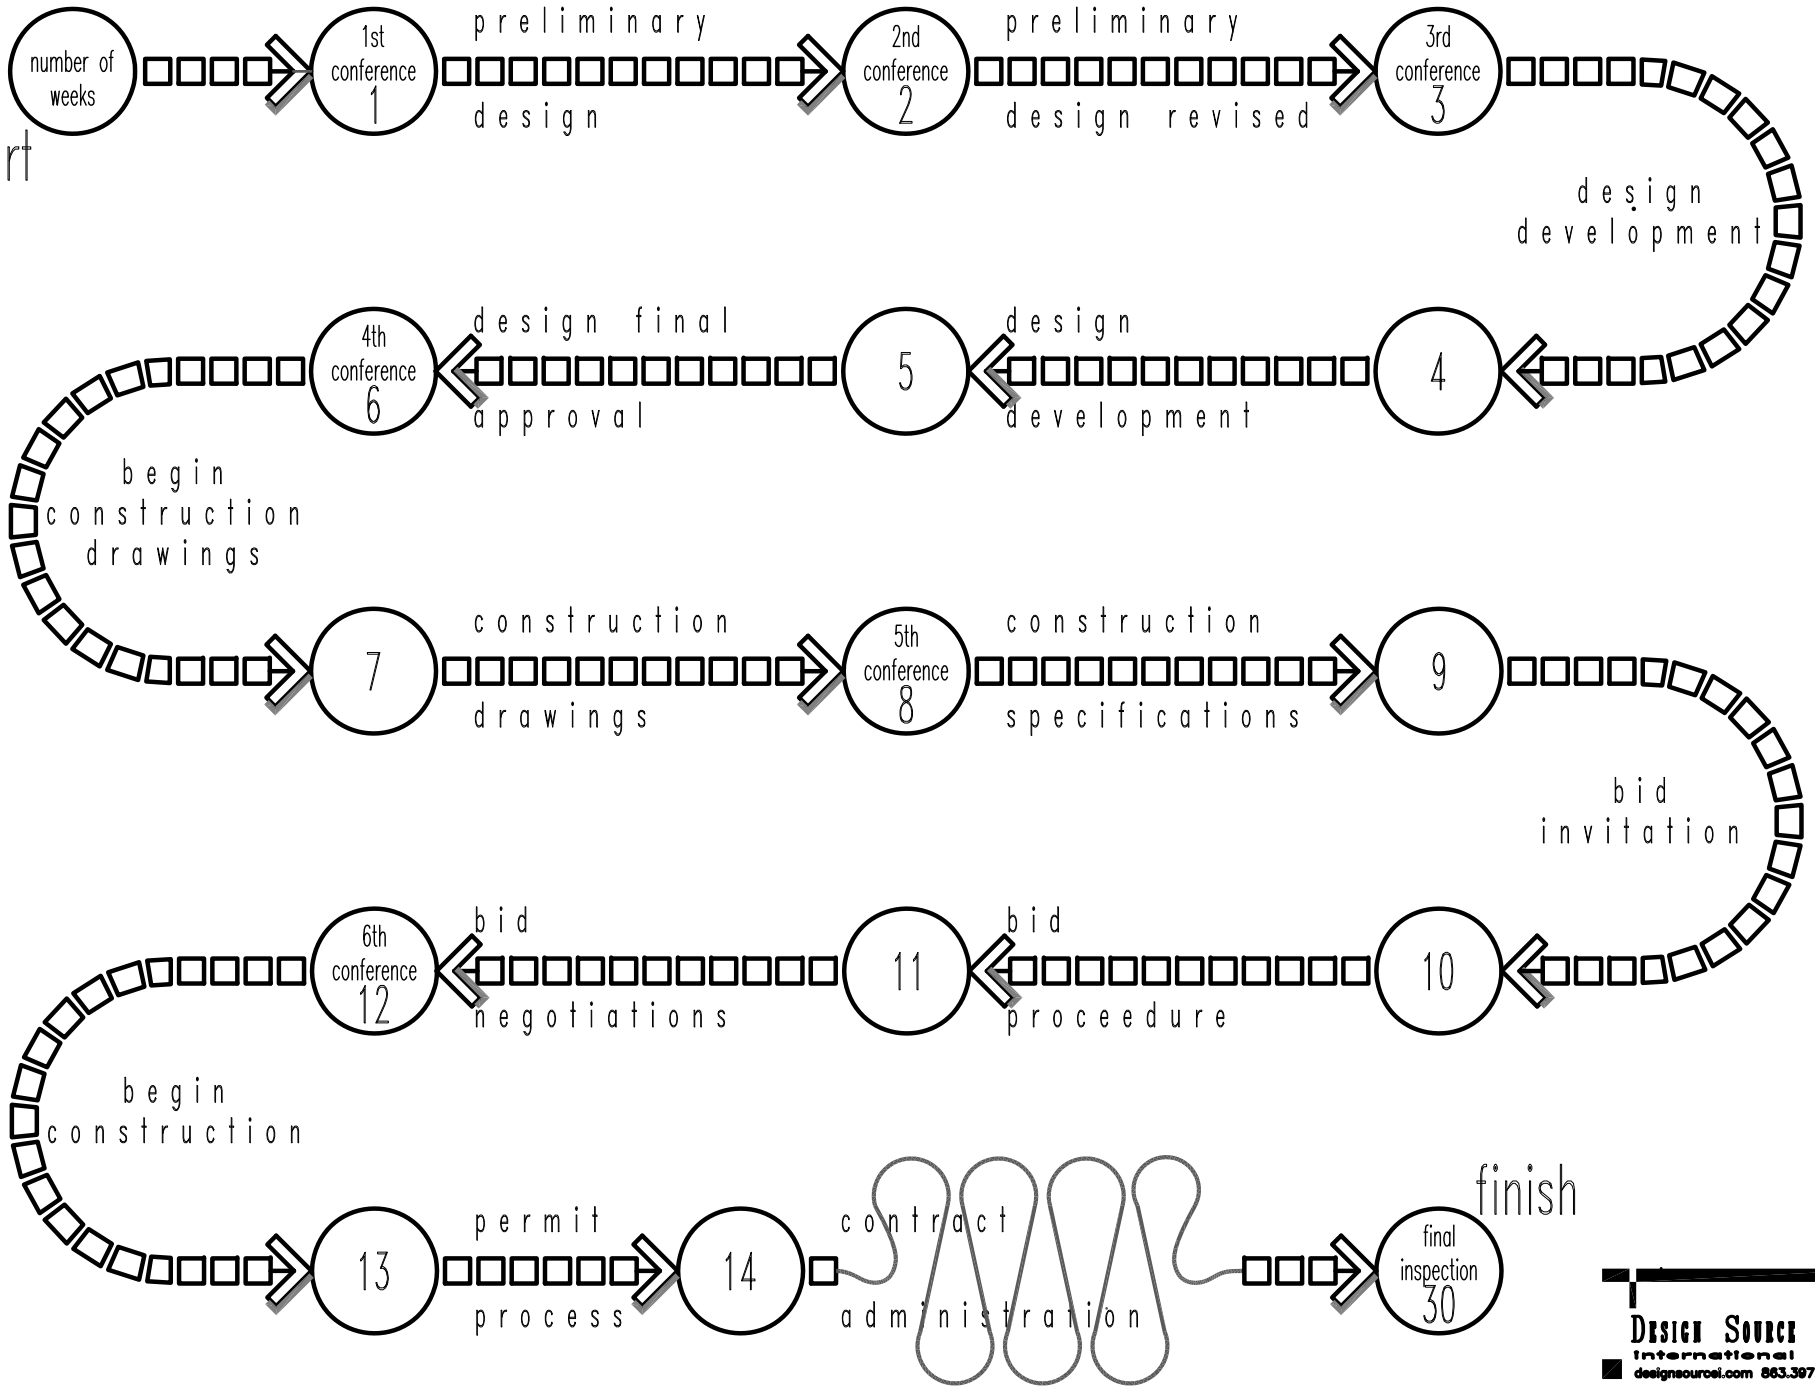 number of
weeks
rt
1st
conference
1
preliminary
design
2nd
conference
2
preliminary
design revised
3rd
conference
3
design
development
4
design
development
5
design final
approval
4th
conference
6
begin
construction
drawings
7
construction
drawings
5th
conference
8
construction
specifications
9
bid
invitation
10
bid
proceedure
11
bid
negotiations
6th
conference
12
begin
construction
13
permit
process
14
contract
administration
finish
final
inspection
30
DESIGN SOURCE
international
designsourcei.com 863.397